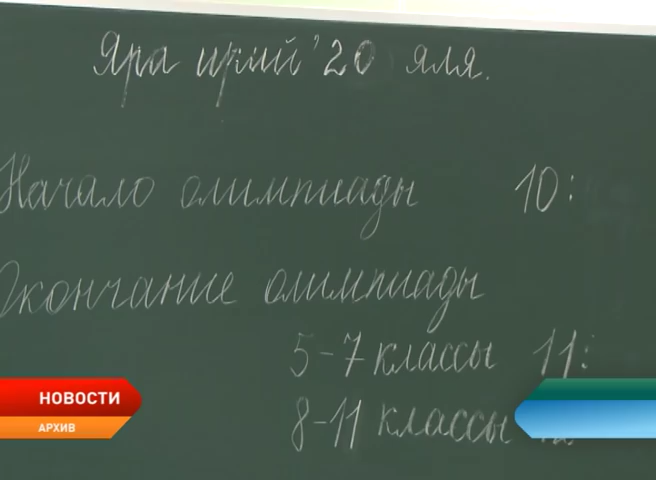 Яра ирий'20 яля.
Начало олимпиады 10:
Окончание олимпиады
5-7 классы 11:
8-11 классы
НОВОСТИ
АРХИВ